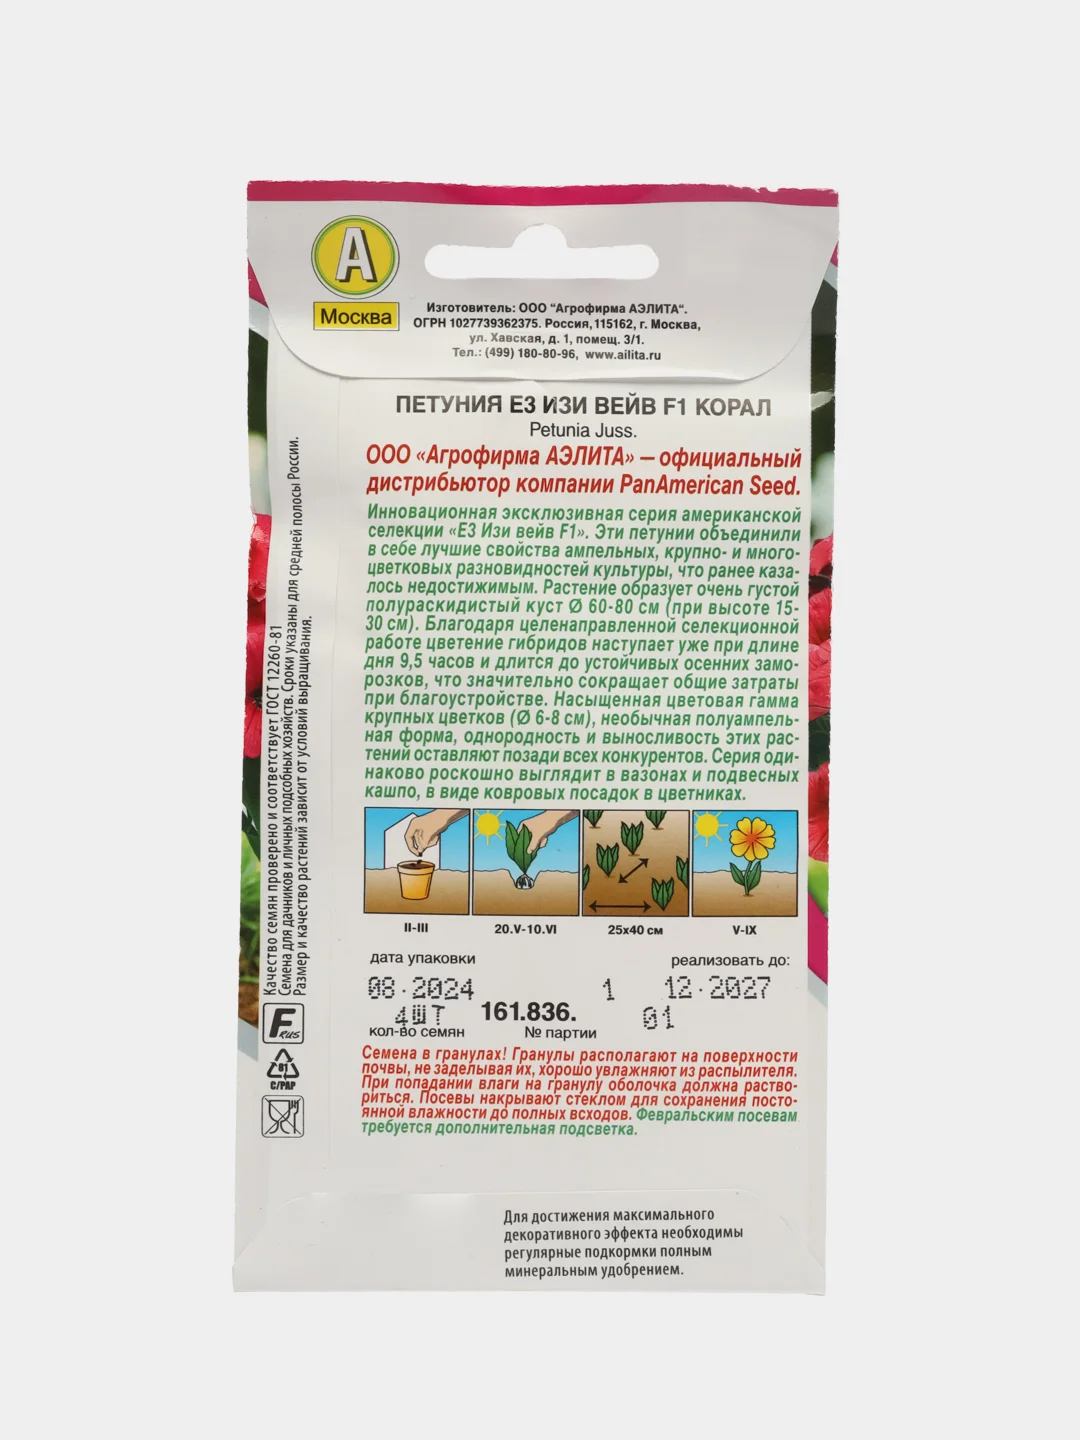 А
Москва
Изготовитель: ООО "Агрофирма АЭЛИТА".
ОГРН 1027739362375. Россия, 115162, г. Москва,
ул. Хавская, д. 1, помещ. 3/1.
Тел.: (499) 180-80-96, www.ailita.ru
ПЕТУНИЯ Е3 ИЗИ ВЕЙВ F1 КОРАЛ
Petunia Juss.
ООО «Агрофирма АЭЛИТА» — официальный
дистрибьютор компании PanAmerican Seed.
Инновационная эксклюзивная серия американской
селекции «Е3 Изи вейв F1». Эти петунии объединили
в себе лучшие свойства ампельных, крупно- и много-
цветковых разновидностей культуры, что ранее каза-
лось недостижимым. Растение образует очень густой
полураскидистый куст Ø 60-80 см (при высоте 15-
30 см). Благодаря целенаправленной селекционной
работе цветение гибридов наступает уже при длине
дня 9,5 часов и длится до устойчивых осенних замо-
розков, что значительно сокращает общие затраты
при благоустройстве. Насыщенная цветовая гамма
крупных цветков (Ø 6-8 см), необычная полуампель-
ная форма, однородность и выносливость этих рас-
тений оставляют позади всех конкурентов. Серия оди-
наково роскошно выглядит в вазонах и подвесных
кашпо, в виде ковровых посадок в цветниках.
II-III
20.V-10.VI
25x40 см
V-IX
дата упаковки
реализовать до:
08.2024
1
12.2027
4ШТ
161.836.
01
кол-во семян
№ партии
Семена в гранулах! Гранулы располагают на поверхности
почвы, не заделывая их, хорошо увлажняют из распылителя.
При попадании влаги на гранулу оболочка должна раство-
риться. Посевы накрывают стеклом для сохранения посто-
янной влажности до полных всходов. Февральским посевам
требуется дополнительная подсветка.
Для достижения максимального
декоративного эффекта необходимы
регулярные подкормки полным
минеральным удобрением.
Качество семян проверено и соответствует ГОСТ 12260-81
Семена для дачников и личных подсобных хозяйств. Сроки указаны для средней полосы России.
Размер и качество растений зависит от условий выращивания.
F RUS
81
C/PAP